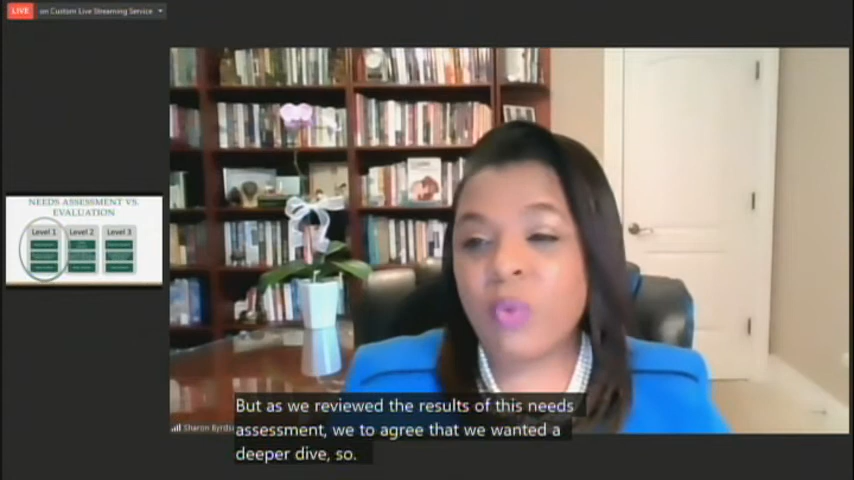 LIVE on Custom Live Streaming Service
NEEDS ASSESSMENT VS.
EVALUATION
Level 1 Level 2 Level 3
Sharon
But as we reviewed the results of this needs
assessment, we to agree that we wanted a
deeper dive, so.